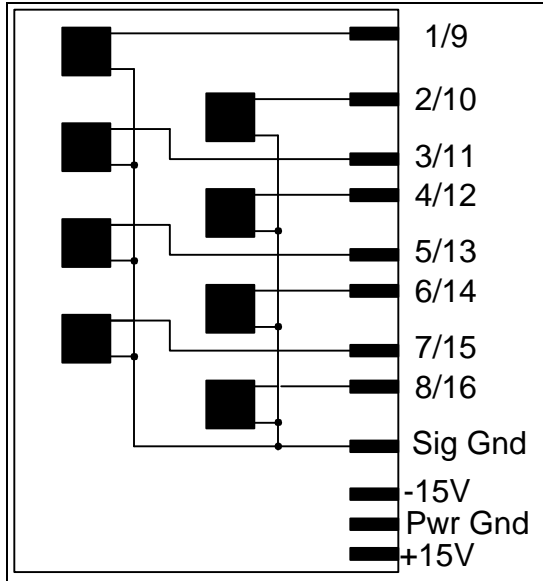 1/9
2/10
3/11
4/12
5/13
6/14
7/15
8/16
Sig Gnd
-15V
Pwr Gnd
+15V